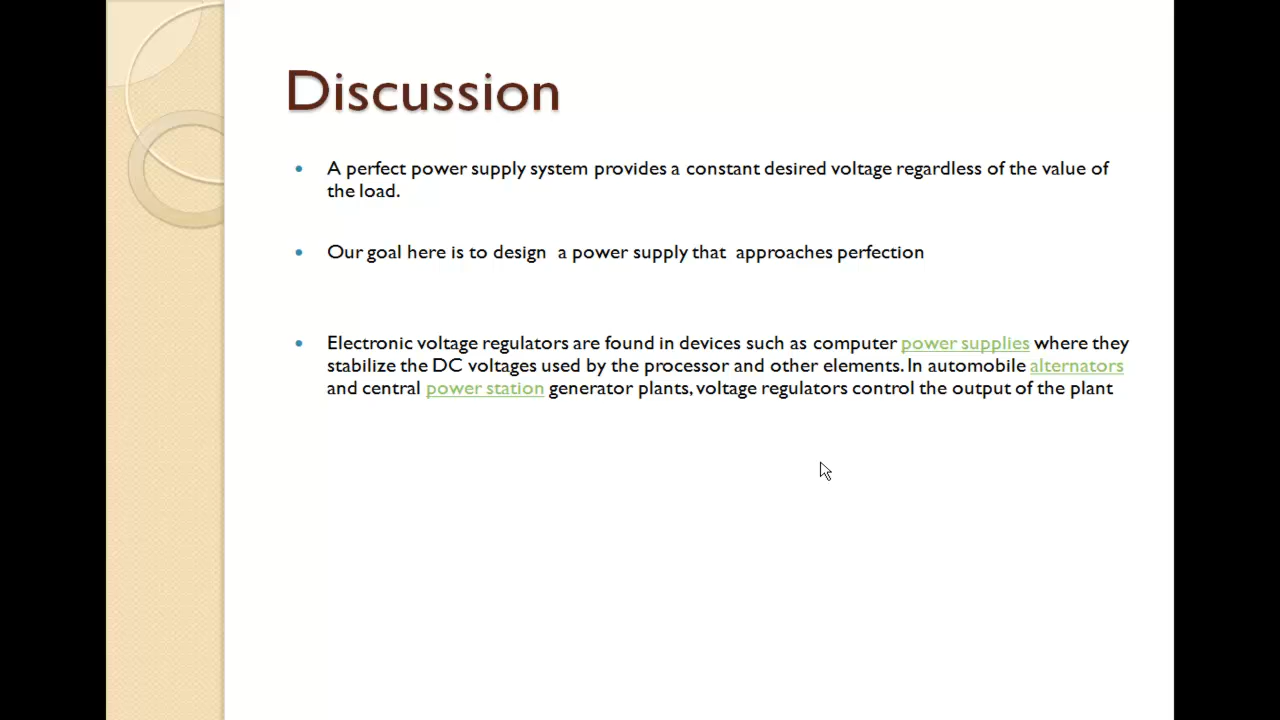 Discussion
• A perfect power supply system provides a constant desired voltage regardless of the value of
the load.
• Our goal here is to design  a power supply that  approaches perfection
• Electronic voltage regulators are found in devices such as computer power supplies where they
stabilize the DC voltages used by the processor and other elements. In automobile alternators
and central power station generator plants, voltage regulators control the output of the plant